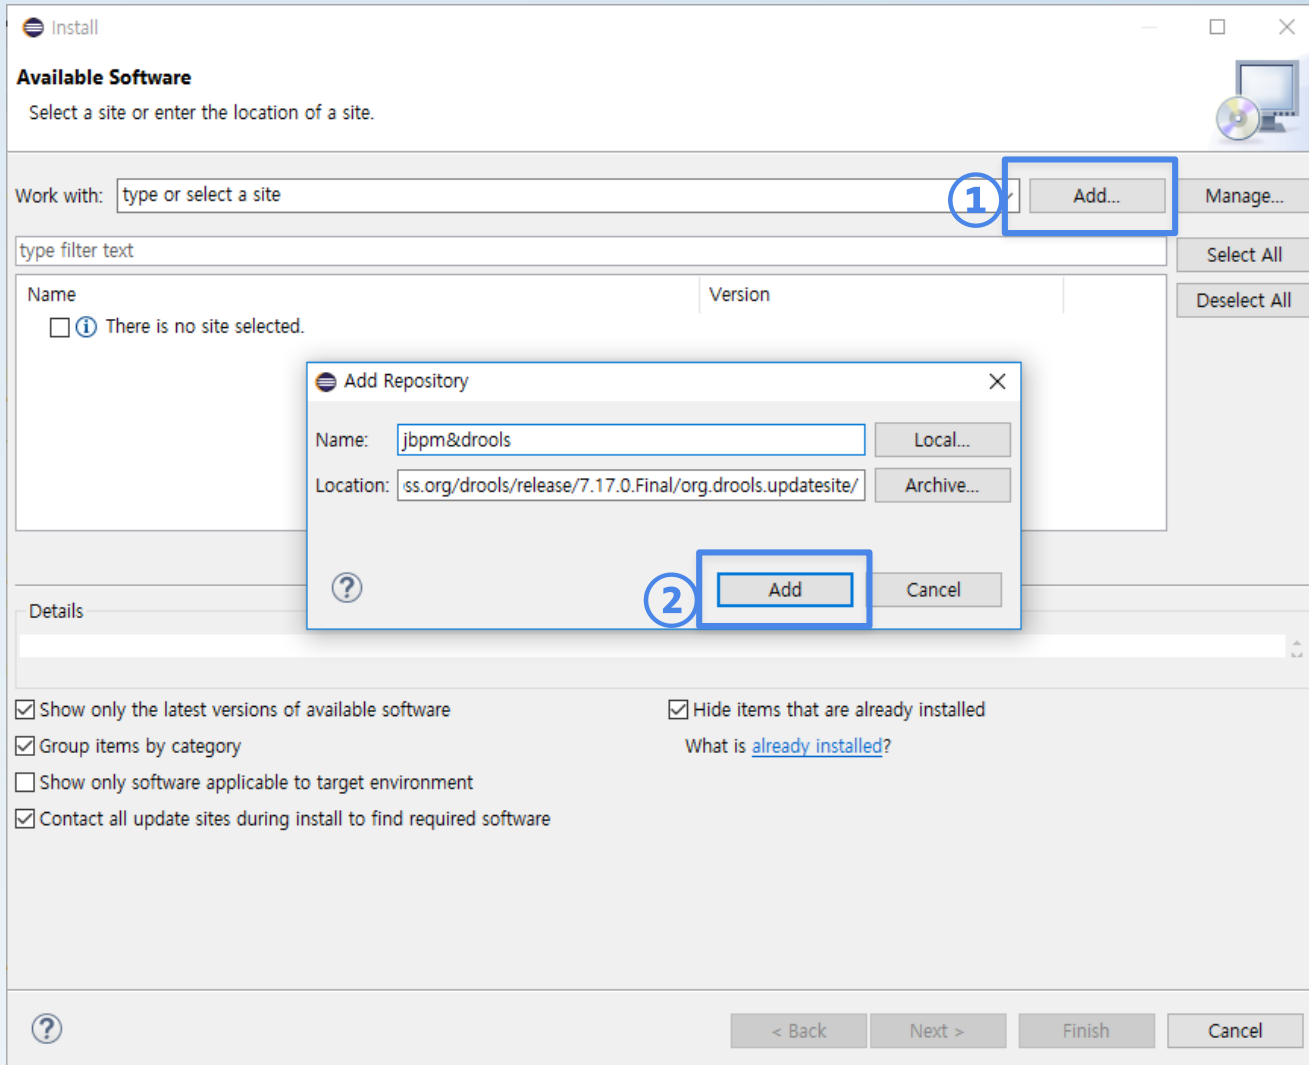 Install
Available Software
Select a site or enter the location of a site.
Work with: type or select a site ① Add... Manage...
type filter text Select All
Name Version Deselect All
There is no site selected.
Add Repository
Name: jbpm&drools Local...
Location: ss.org/drools/release/7.17.0.Final/org.drools.updatesite/ Archive...
② Add Cancel
Details
Show only the latest versions of available software Hide items that are already installed
Group items by category What is already installed?
Show only software applicable to target environment
Contact all update sites during install to find required software
< Back Next > Finish Cancel